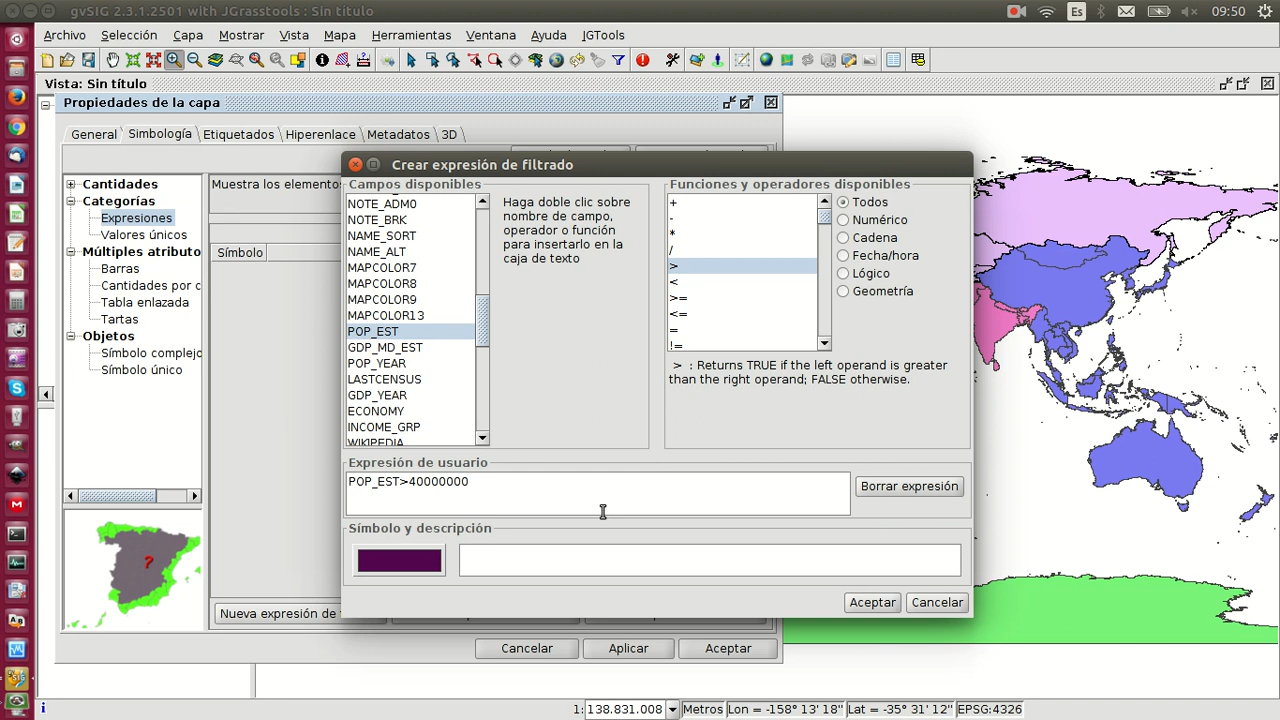 gvSIG 2.3.1.2501 with JGrasstools : Sin título
Es
09:50
Archivo Selección Capa Mostrar Vista Mapa Herramientas Ventana Ayuda JGTools
Vista: Sin título
Propiedades de la capa
General Simbología Etiquetados Hiperenlace Metadatos 3D
Cantidades
Categorías
Expresiones
Valores únicos
Múltiples atributo
Barras
Cantidades por c
Tabla enlazada
Tartas
Objetos
Símbolo complejo
Símbolo único
?
Muestra los elementos
Símbolo
Nueva expresión de
Cancelar Aplicar Aceptar
Crear expresión de filtrado
Campos disponibles
NOTE_ADM0
NOTE_BRK
NAME_SORT
NAME_ALT
MAPCOLOR7
MAPCOLOR8
MAPCOLOR9
MAPCOLOR13
POP_EST
GDP_MD_EST
POP_YEAR
LASTCENSUS
GDP_YEAR
ECONOMY
INCOME_GRP
WIKIPEDIA
Haga doble clic sobre
nombre de campo,
operador o función
para insertarlo en la
caja de texto
Funciones y operadores disponibles
+
-
*
/
>
<
>=
<=
=
!=
Todos
Numérico
Cadena
Fecha/hora
Lógico
Geometría
> : Returns TRUE if the left operand is greater
than the right operand; FALSE otherwise.
Expresión de usuario
POP_EST>40000000
Borrar expresión
Símbolo y descripción
Aceptar Cancelar
1: 138.831.008 Metros Lon = -158° 13' 18" Lat = -35° 31' 12" EPSG:4326